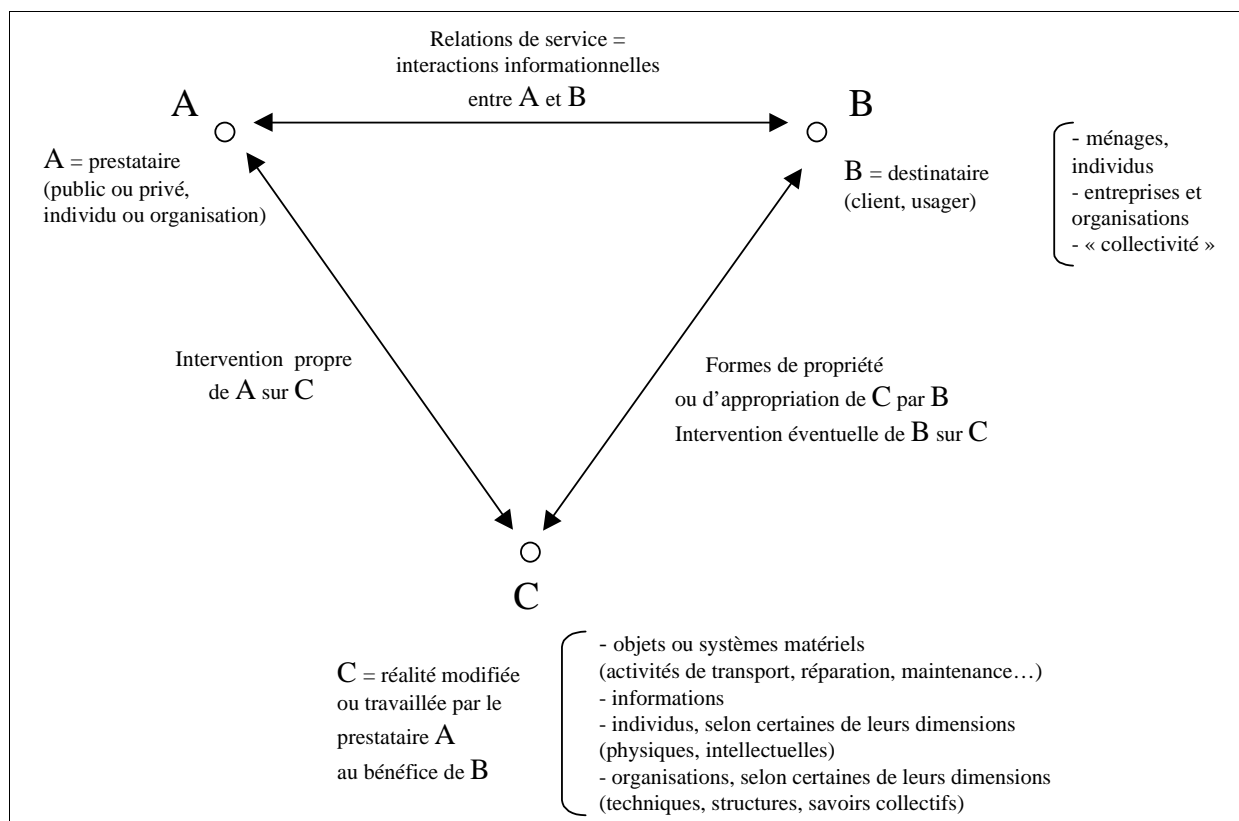 Relations de service =
interactions informationnelles
entre A et B
A
B
A = prestataire
(public ou privé,
individu ou organisation)
B = destinataire
(client, usager)
- ménages,
individus
- entreprises et
organisations
- « collectivité »
Intervention propre
de A sur C
Formes de propriété
ou d’appropriation de C par B
Intervention éventuelle de B sur C
C
C = réalité modifiée
ou travaillée par le
prestataire A
au bénéfice de B
- objets ou systèmes matériels
(activités de transport, réparation, maintenance…)
- informations
- individus, selon certaines de leurs dimensions
(physiques, intellectuelles)
- organisations, selon certaines de leurs dimensions
(techniques, structures, savoirs collectifs)